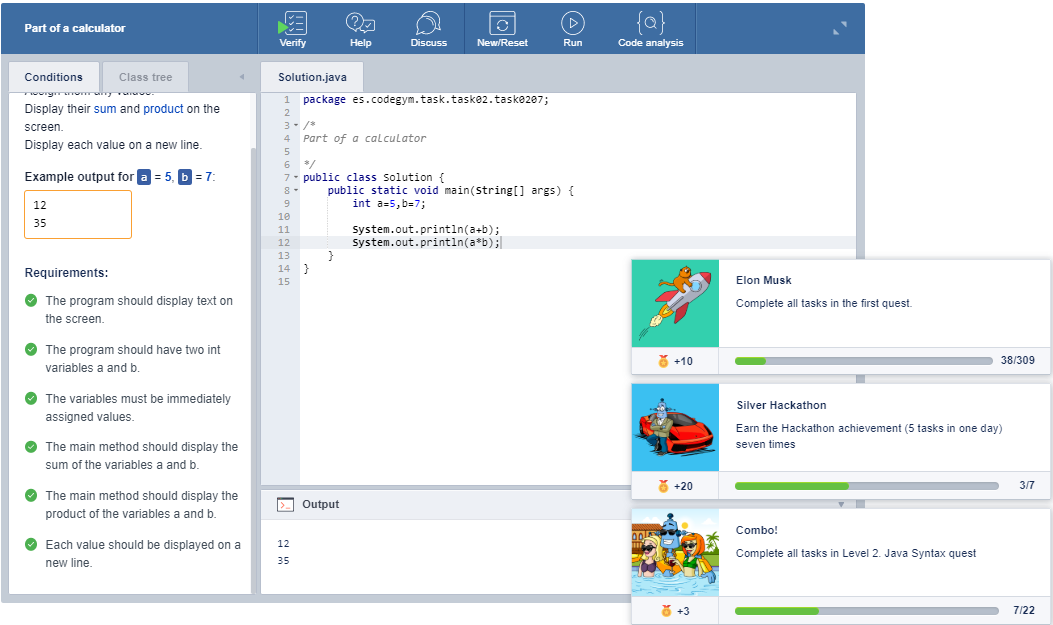 Part of a calculator
Verify
Help
Discuss
New/Reset
Run
Code analysis
Conditions
Class tree
Assign them any values.
Display their sum and product on the
screen.
Display each value on a new line.
Example output for a = 5, b = 7:
12
35
Requirements:
The program should display text on
the screen.
The program should have two int
variables a and b.
The variables must be immediately
assigned values.
The main method should display the
sum of the variables a and b.
The main method should display the
product of the variables a and b.
Each value should be displayed on a
new line.
Solution.java
1 package es.codegym.task.task02.task0207;
2
3 /*
4 Part of a calculator
5
6 */
7 public class Solution {
8 public static void main(String[] args) {
9 int a=5,b=7;
10
11 System.out.println(a+b);
12 System.out.println(a*b);
13 }
14 }
15
Output
12
35
Elon Musk
Complete all tasks in the first quest.
+10
38/309
Silver Hackathon
Earn the Hackathon achievement (5 tasks in one day)
seven times
+20
3/7
Combo!
Complete all tasks in Level 2. Java Syntax quest
+3
7/22